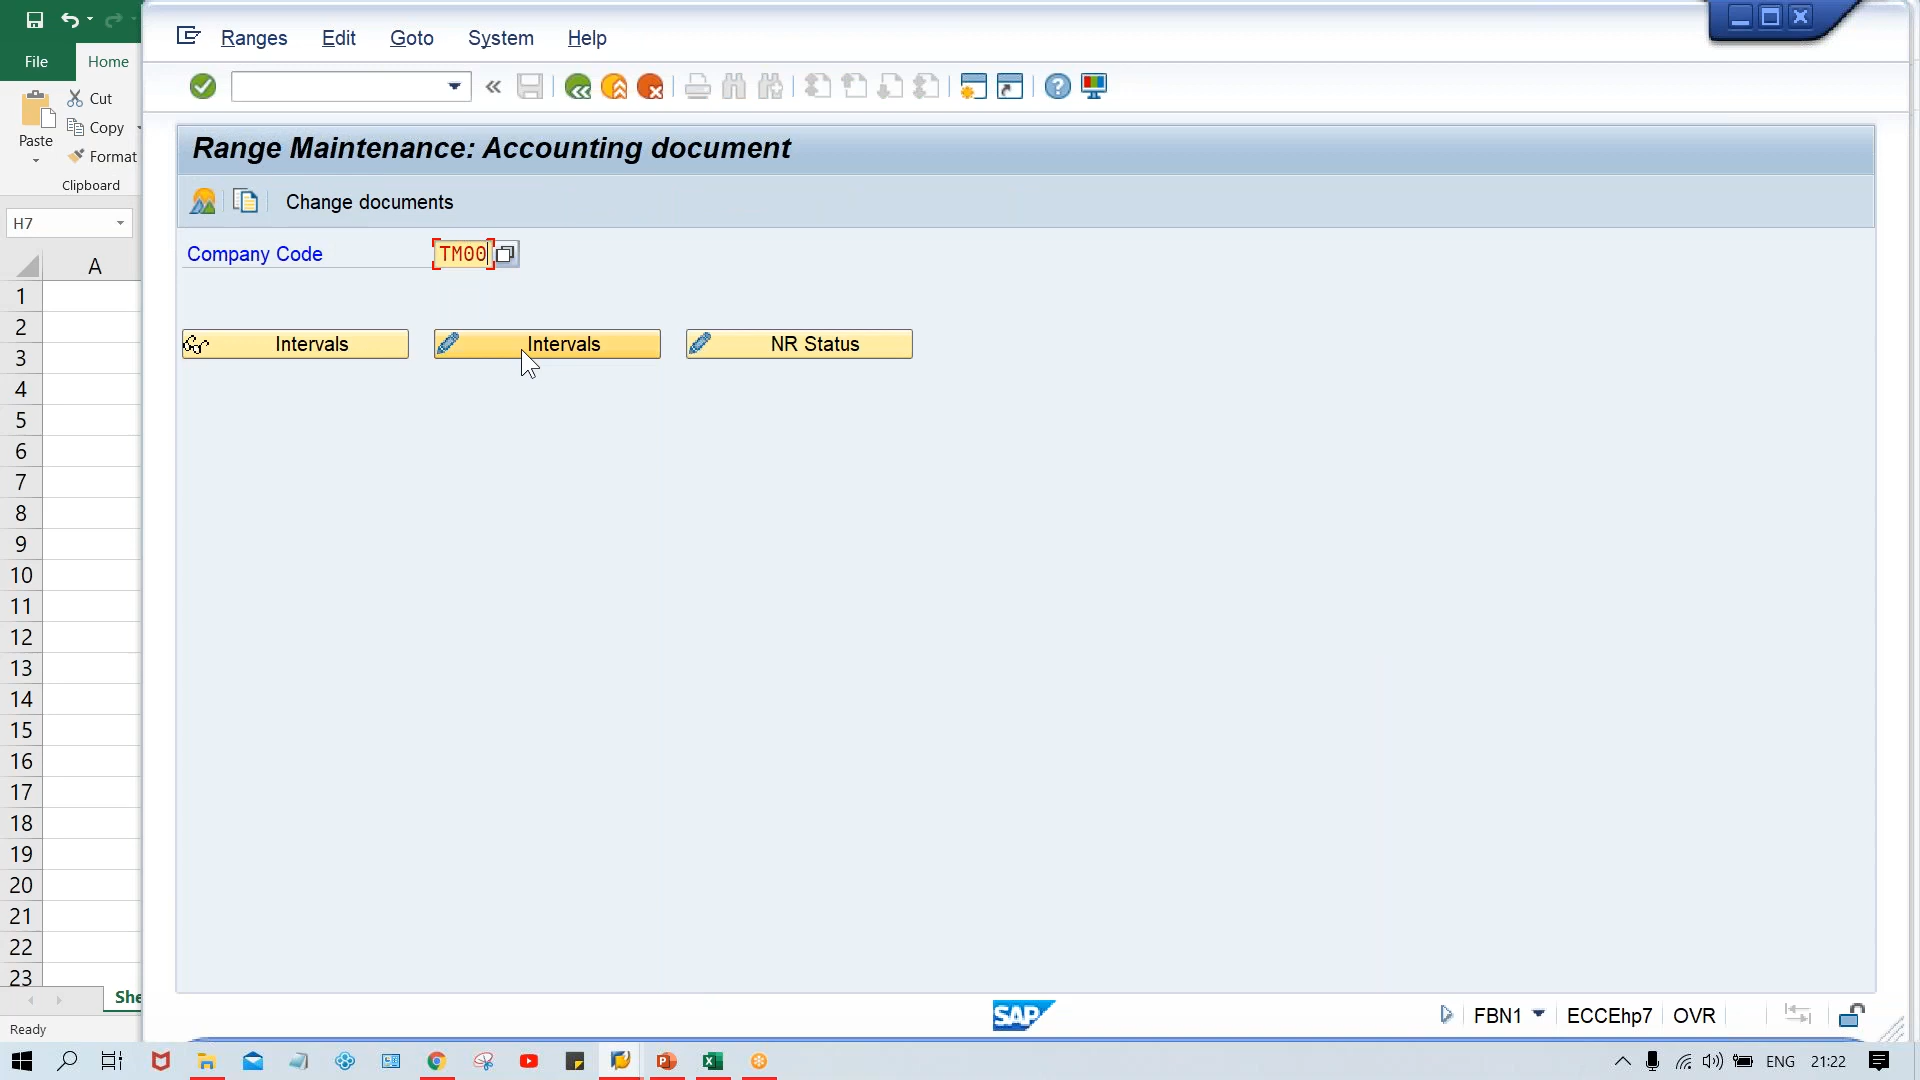 File
Home
Cut
Copy
Paste
Format
Clipboard
H7
A
1
2
3
4
5
6
7
8
9
10
11
12
13
14
15
16
17
18
19
20
21
22
23
She
Ready
Ranges Edit Goto System Help
Range Maintenance: Accounting document
Change documents
Company Code TM00
Intervals Intervals NR Status
SAP
FBN1 ECCEhp7 OVR
ENG 21:22